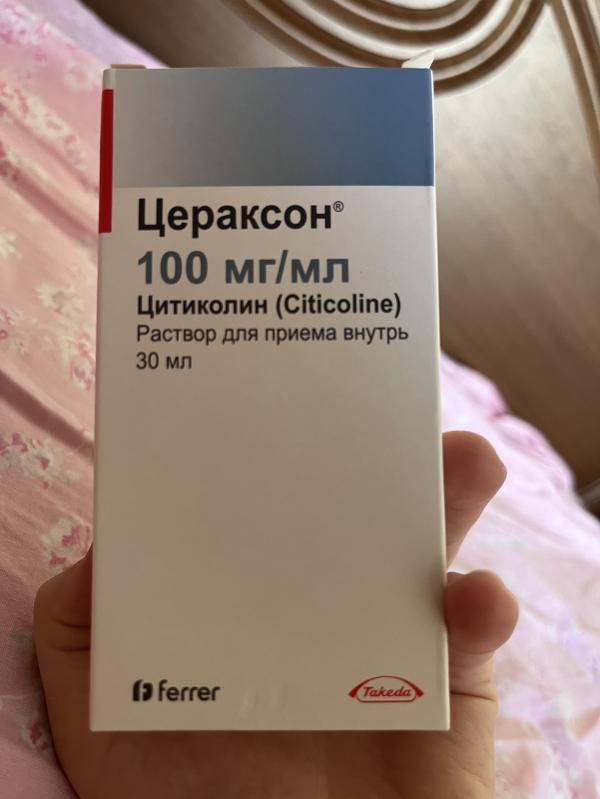 Цераксон®
100 мг/мл
Цитиколин (Citicoline)
Раствор для приема внутрь
30 мл
ferrer
Takeda